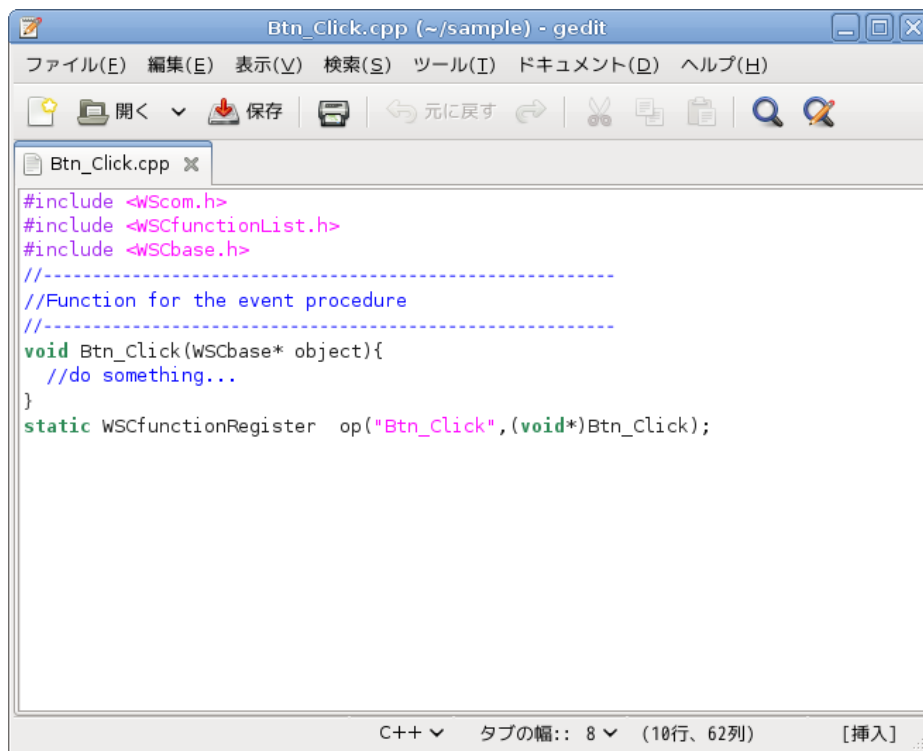 Btn_Click.cpp (~/sample) - gedit
ファイル(F) 編集(E) 表示(V) 検索(S) ツール(T) ドキュメント(D) ヘルプ(H)
開く 保存 元に戻す
Btn_Click.cpp
#include <WScom.h>
#include <WSCfunctionList.h>
#include <WSCbase.h>
//----------------------------------------------------------
//Function for the event procedure
//----------------------------------------------------------
void Btn_Click(WSCbase* object){
  //do something...
}
static WSCfunctionRegister  op("Btn_Click",(void*)Btn_Click);
C++ タブの幅:: 8 (10行、62列) [挿入]